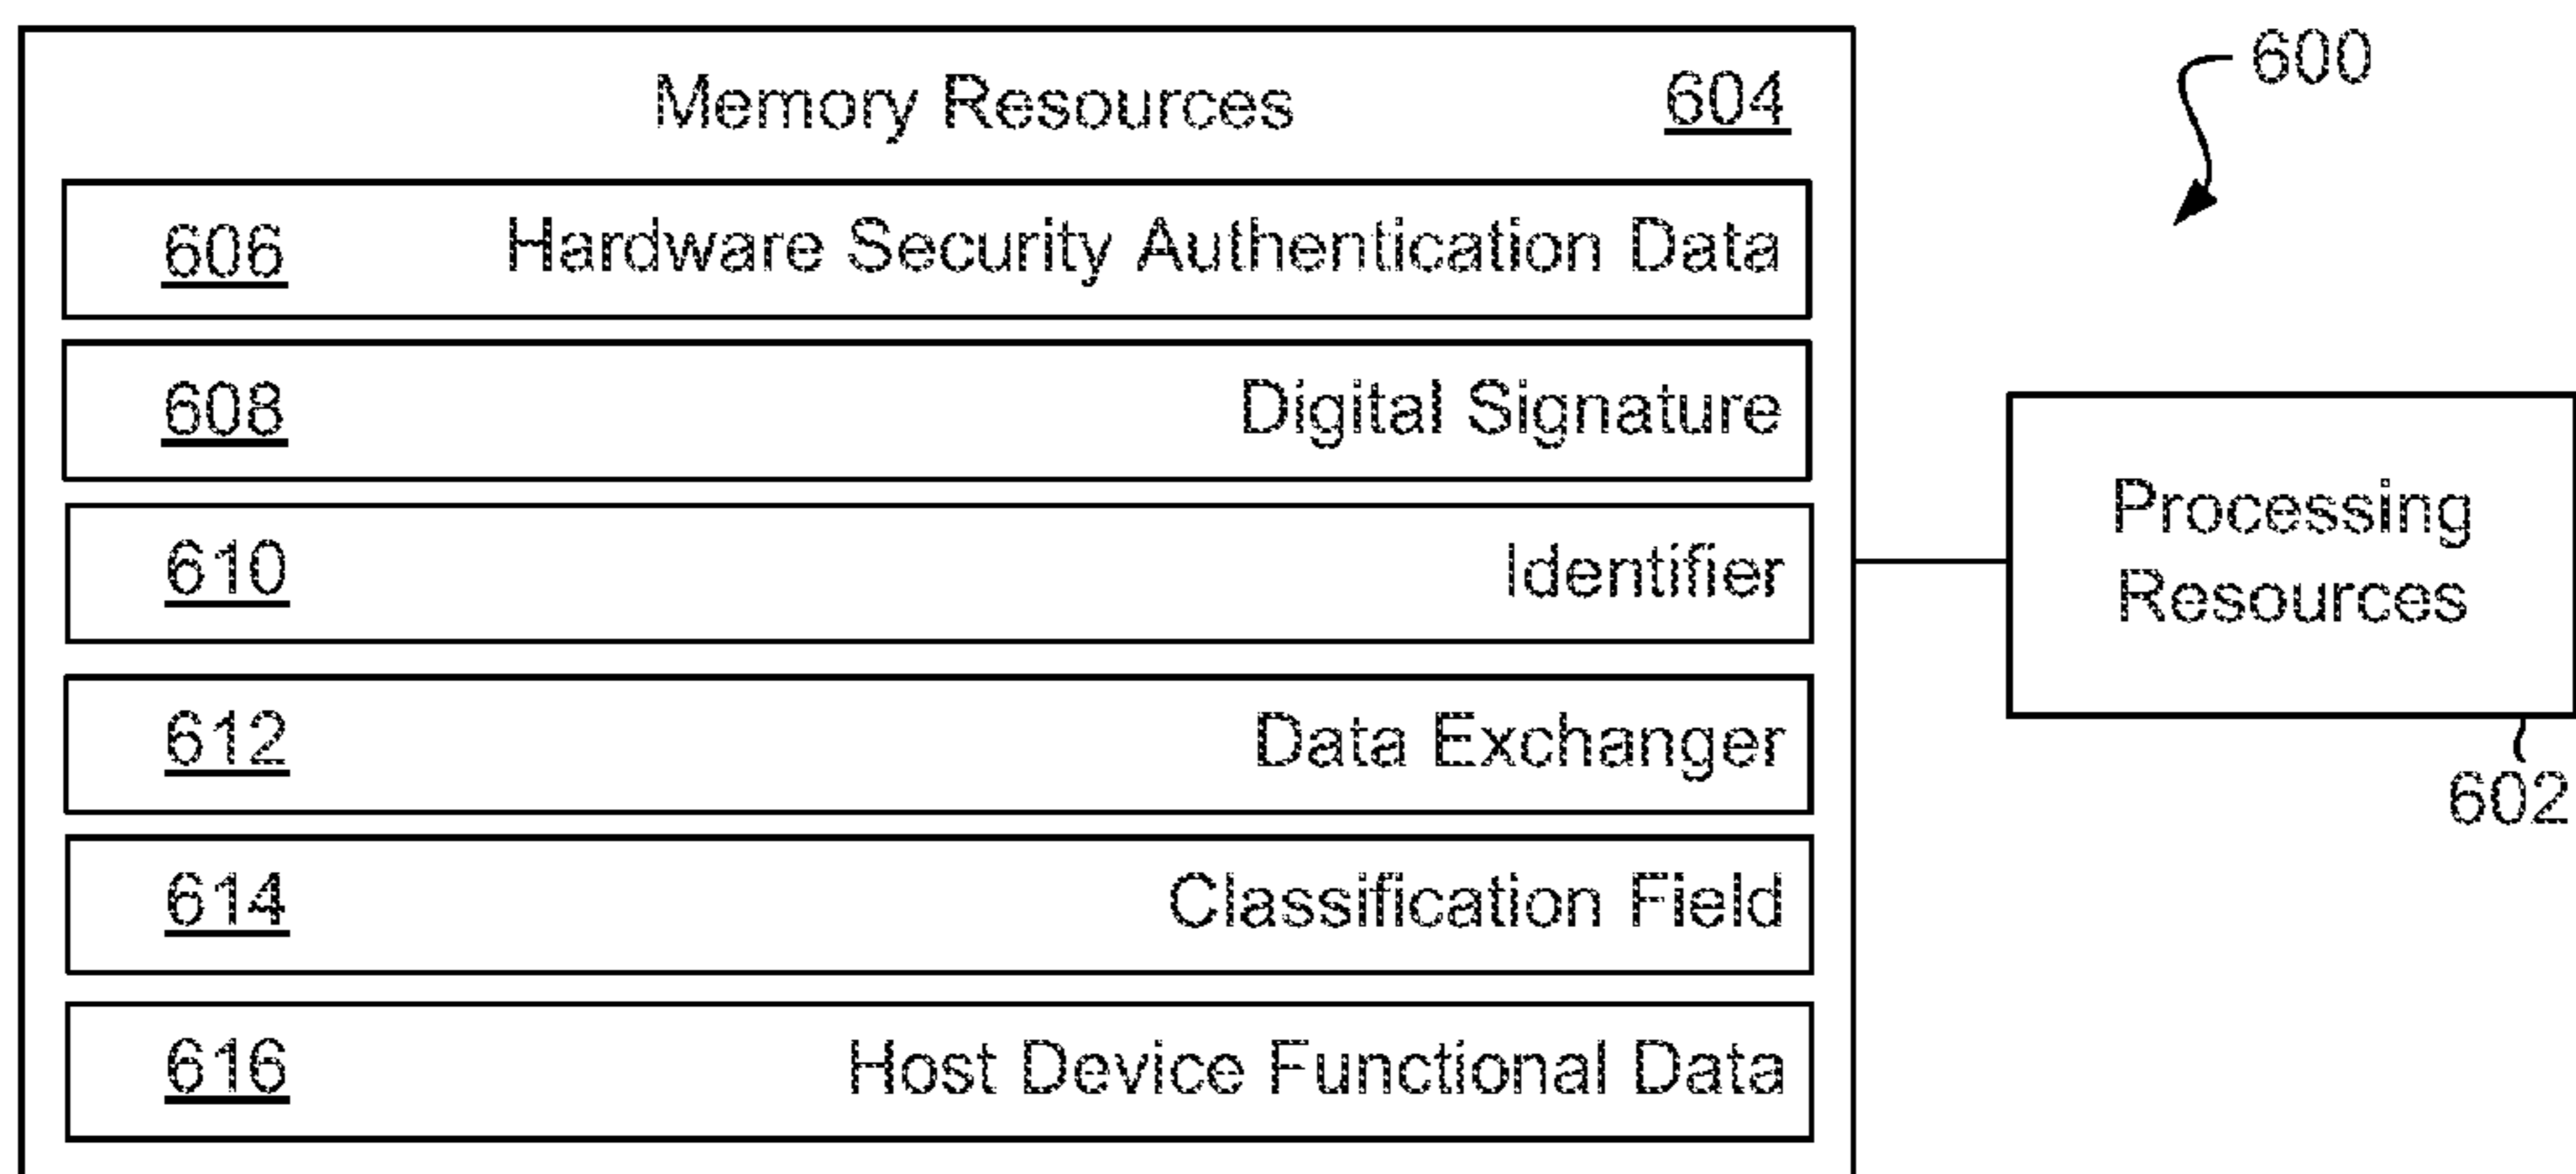 Memory Resources 604
600
606 Hardware Security Authentication Data
608 Digital Signature
610 Identifier
612 Data Exchanger
614 Classification Field
616 Host Device Functional Data
Processing
Resources
602